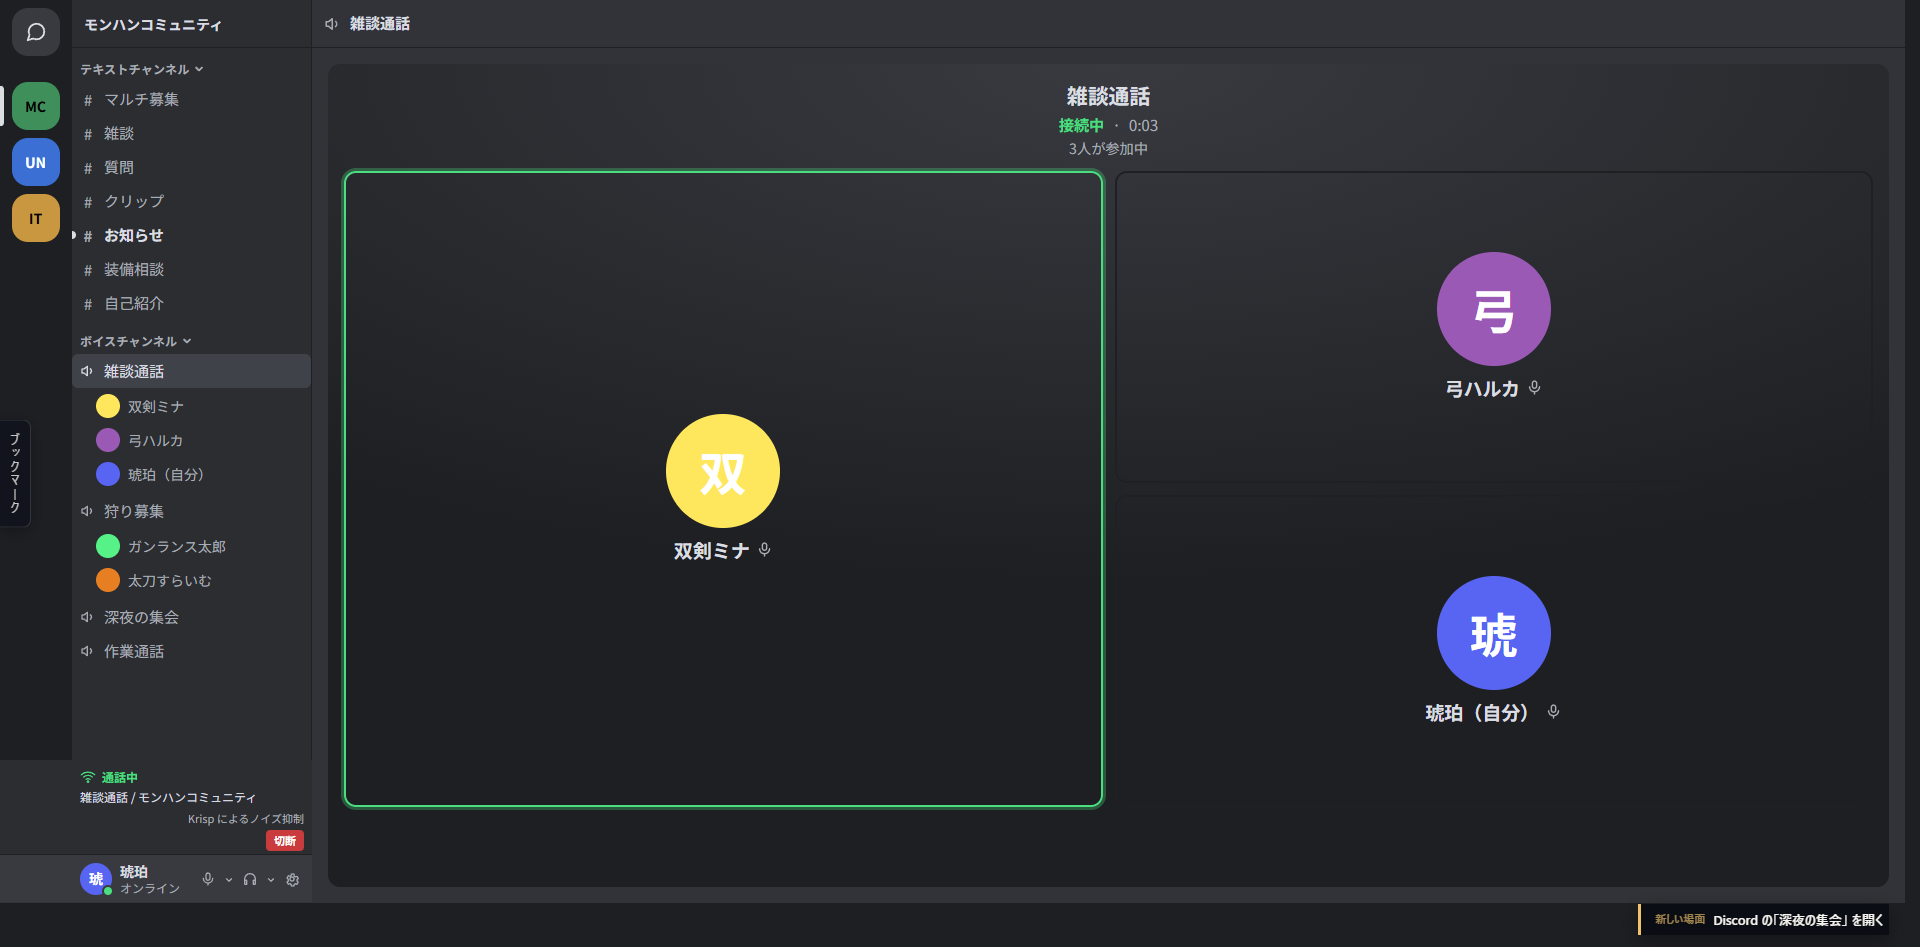 モンハンコミュニティ
雑談通話
MC
UN
IT
ブックマーク
テキストチャンネル
# マルチ募集
# 雑談
# 質問
# クリップ
# お知らせ
# 装備相談
# 自己紹介
ボイスチャンネル
雑談通話
双剣ミナ
弓ハルカ
琥珀（自分）
狩り募集
ガンランス太郎
太刀すらいむ
深夜の集会
作業通話
通話中
雑談通話 / モンハンコミュニティ
Krisp によるノイズ抑制
切断
琥
琥珀
オンライン
雑談通話
接続中 · 0:03
3人が参加中
双
双剣ミナ
弓
弓ハルカ
琥
琥珀（自分）
新しい場面 Discord の「深夜の集会」を開く